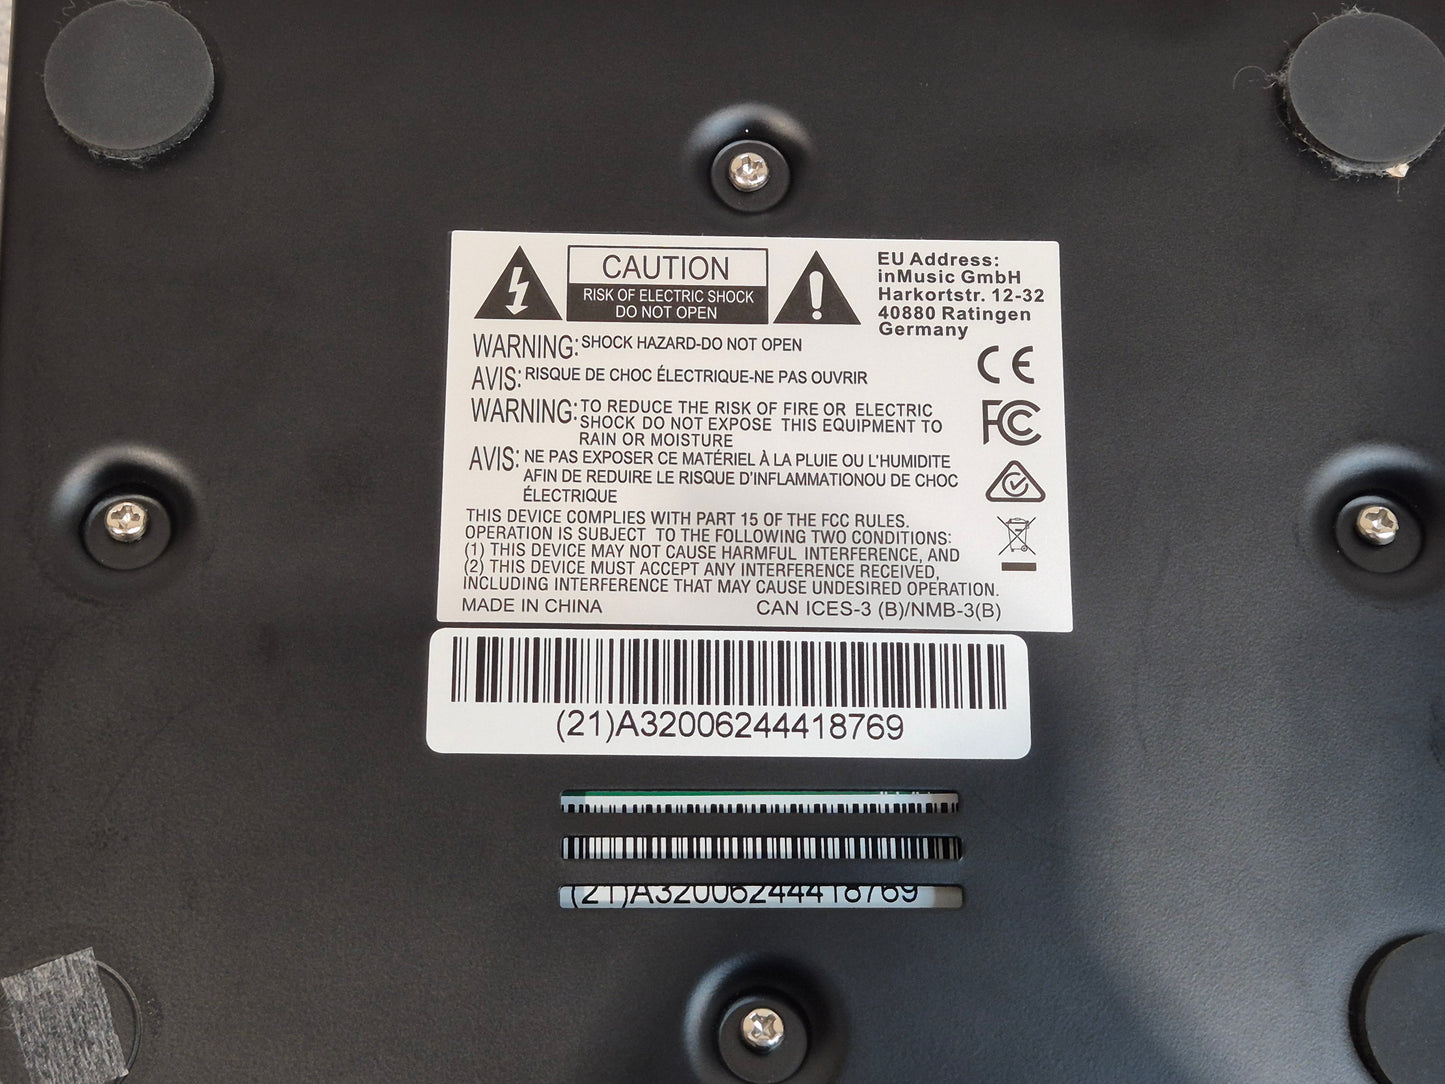 CAUTION
RISK OF ELECTRIC SHOCK
DO NOT OPEN
EU Address:
inMusic GmbH
Harkortstr. 12-32
40880 Ratingen
Germany
WARNING: SHOCK HAZARD-DO NOT OPEN
AVIS: RISQUE DE CHOC ÉLECTRIQUE-NE PAS OUVRIR
WARNING: TO REDUCE THE RISK OF FIRE OR ELECTRIC
SHOCK DO NOT EXPOSE THIS EQUIPMENT TO
RAIN OR MOISTURE
AVIS: NE PAS EXPOSER CE MATÉRIEL À LA PLUIE OU L'HUMIDITE
AFIN DE REDUIRE LE RISQUE D'INFLAMMATIONOU DE CHOC
ÉLECTRIQUE
CE
FC
THIS DEVICE COMPLIES WITH PART 15 OF THE FCC RULES.
OPERATION IS SUBJECT TO THE FOLLOWING TWO CONDITIONS:
(1) THIS DEVICE MAY NOT CAUSE HARMFUL INTERFERENCE, AND
(2) THIS DEVICE MUST ACCEPT ANY INTERFERENCE RECEIVED,
INCLUDING INTERFERENCE THAT MAY CAUSE UNDESIRED OPERATION.
MADE IN CHINA CAN ICES-3 (B)/NMB-3(B)
(21)A32006244418769
(21)A32006244418769